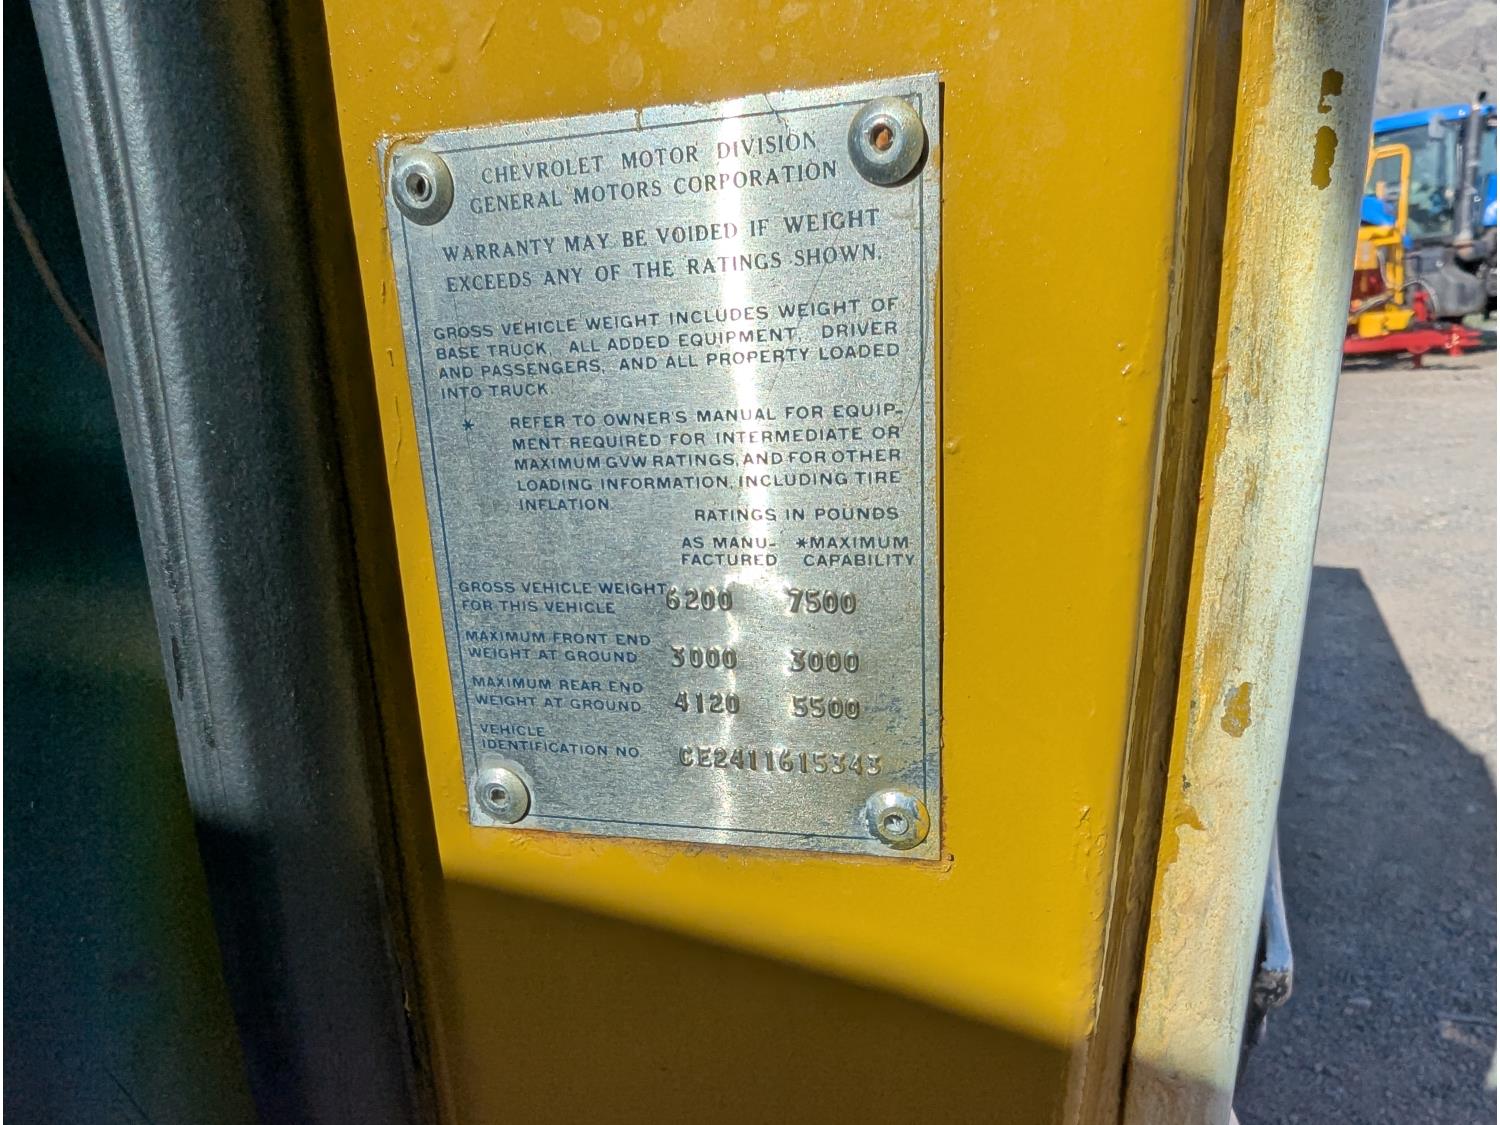 CHEVROLET MOTOR DIVISION
GENERAL MOTORS CORPORATION
WARRANTY MAY BE VOIDED IF WEIGHT
EXCEEDS ANY OF THE RATINGS SHOWN.
GROSS VEHICLE WEIGHT INCLUDES WEIGHT OF
BASE TRUCK, ALL ADDED EQUIPMENT, DRIVER
AND PASSENGERS, AND ALL PROPERTY LOADED
INTO TRUCK.
* REFER TO OWNER'S MANUAL FOR EQUIP-
MENT REQUIRED FOR INTERMEDIATE OR
MAXIMUM GVW RATINGS, AND FOR OTHER
LOADING INFORMATION, INCLUDING TIRE
INFLATION.
RATINGS IN POUNDS
AS MANU- *MAXIMUM
FACTURED CAPABILITY
GROSS VEHICLE WEIGHT
FOR THIS VEHICLE 6200 7500
MAXIMUM FRONT END
WEIGHT AT GROUND 3000 3000
MAXIMUM REAR END
WEIGHT AT GROUND 4120 5500
VEHICLE
IDENTIFICATION NO. CE2411615343